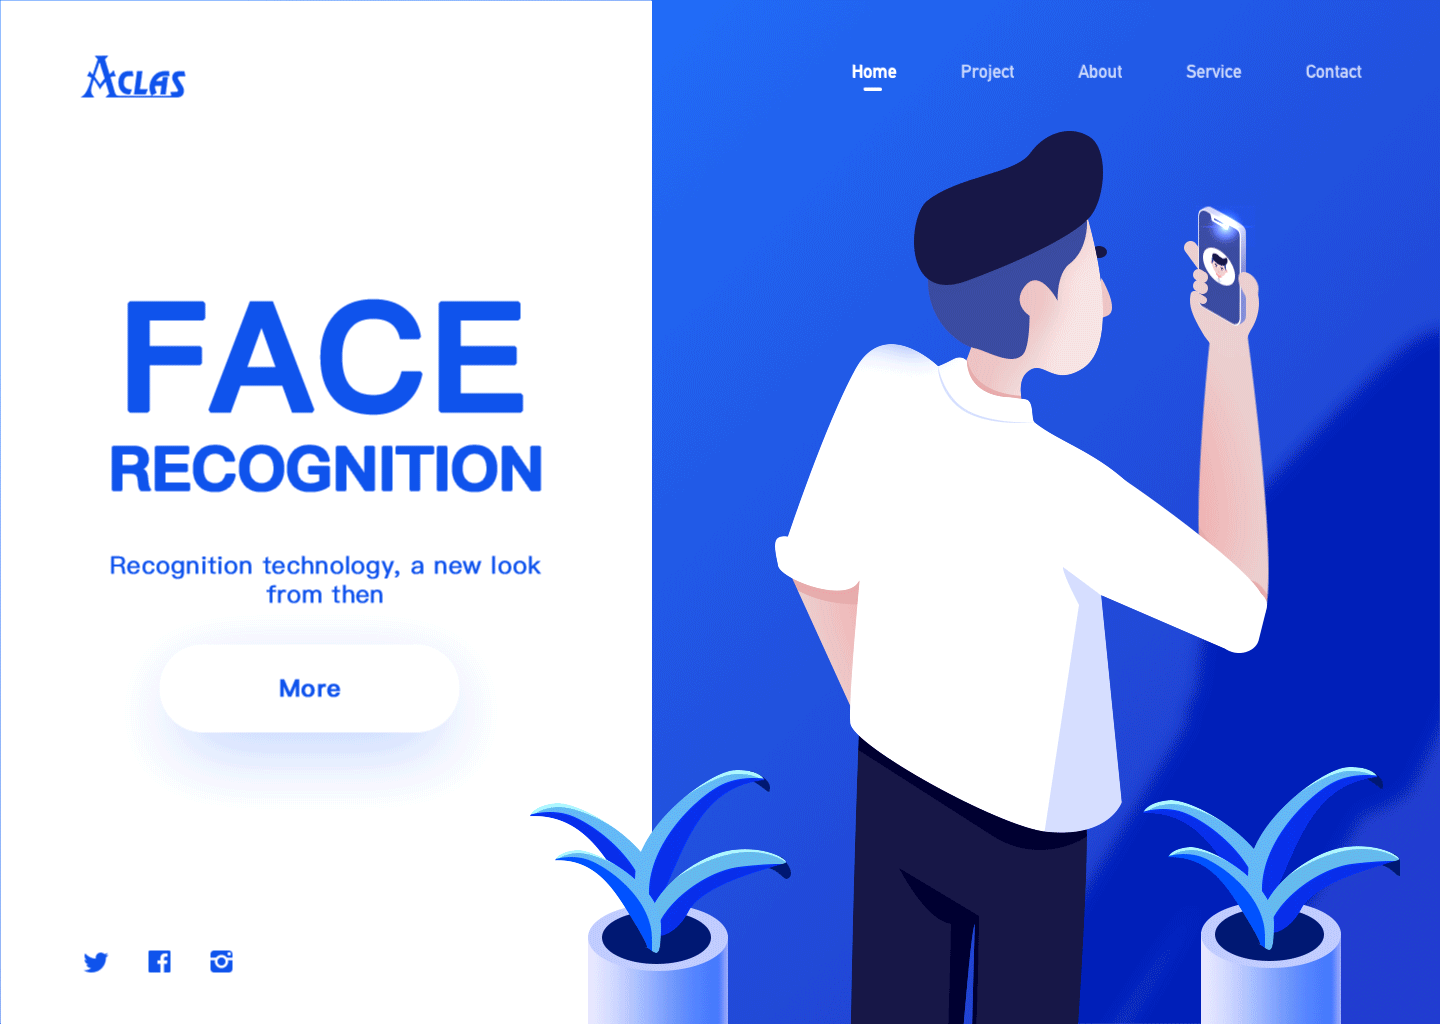 ACLAS
Home Project About Service Contact
FACE
RECOGNITION
Recognition technology, a new look
from then
More